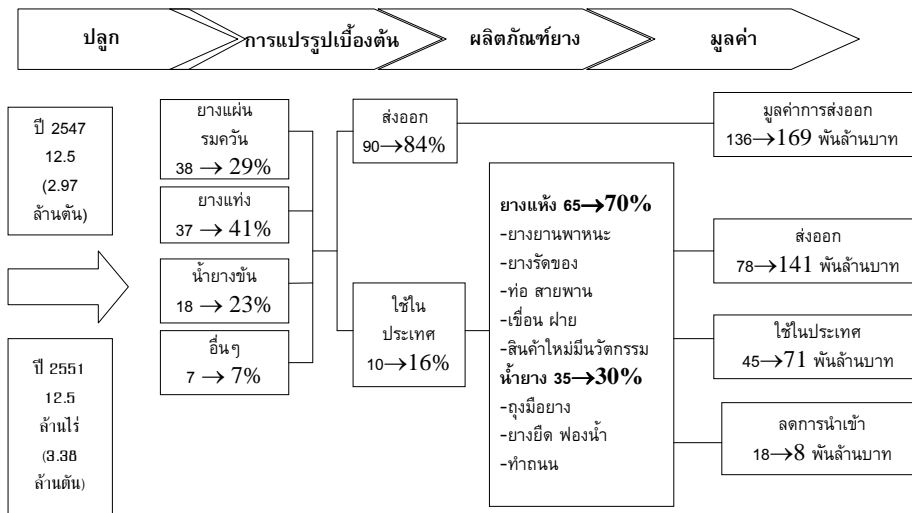 ปลูก
การแปรรูปเบื้องต้น
ผลิตภัณฑ์ยาง
มูลค่า
ปี 2547
12.5
(2.97
ล้านตัน)
ปี 2551
12.5
ล้านไร่
(3.38
ล้านตัน)
ยางแผ่น
รมควัน
38 → 29%
ยางแท่ง
37 → 41%
น้ำยางข้น
18 → 23%
อื่นๆ
7 → 7%
ส่งออก
90→84%
ใช้ใน
ประเทศ
10→16%
ยางแห้ง 65→70%
-ยางยานพาหนะ
-ยางรัดของ
-ท่อ สายพาน
-เขื่อน ฝาย
-สินค้าใหม่มีนวัตกรรม
น้ำยาง 35→30%
-ถุงมือยาง
-ยางยืด ฟองน้ำ
-ทำถนน
มูลค่าการส่งออก
136→169 พันล้านบาท
ส่งออก
78→141 พันล้านบาท
ใช้ในประเทศ
45→71 พันล้านบาท
ลดการนำเข้า
18→8 พันล้านบาท